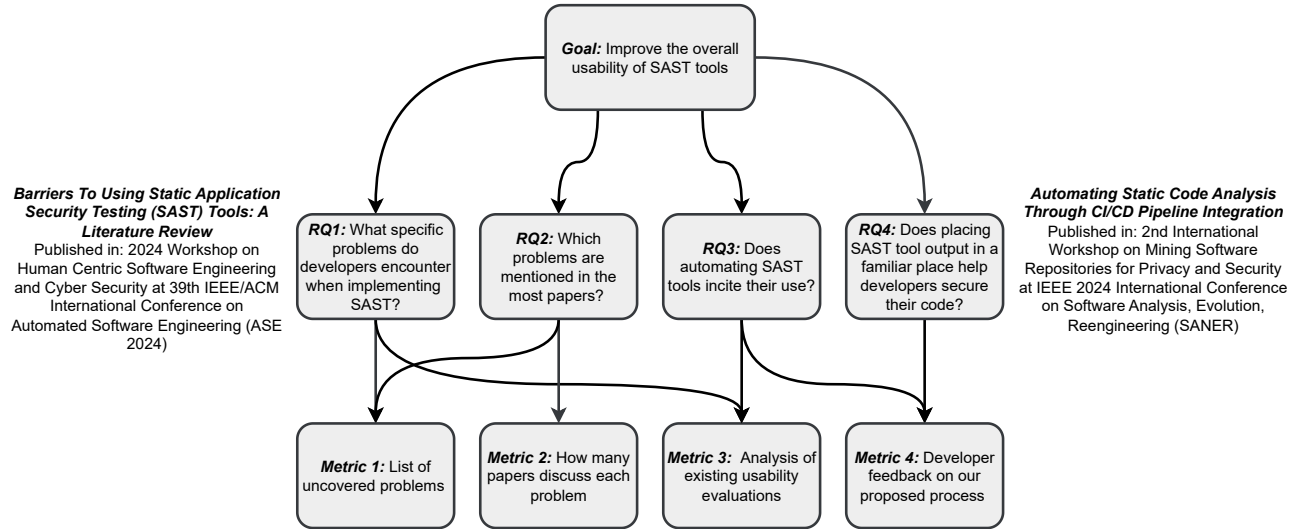 Goal: Improve the overall
usability of SAST tools
Barriers To Using Static Application
Security Testing (SAST) Tools: A
Literature Review
Published in: 2024 Workshop on
Human Centric Software Engineering
and Cyber Security at 39th IEEE/ACM
International Conference on
Automated Software Engineering (ASE
2024)
RQ1: What specific
problems do
developers encounter
when implementing
SAST?
RQ2: Which
problems are
mentioned in the
most papers?
RQ3: Does
automating SAST
tools incite their use?
RQ4: Does placing
SAST tool output in a
familiar place help
developers secure
their code?
Automating Static Code Analysis
Through CI/CD Pipeline Integration
Published in: 2nd International
Workshop on Mining Software
Repositories for Privacy and Security
at IEEE 2024 International Conference
on Software Analysis, Evolution,
Reengineering (SANER)
Metric 1: List of
uncovered problems
Metric 2: How many
papers discuss each
problem
Metric 3: Analysis of
existing usability
evaluations
Metric 4: Developer
feedback on our
proposed process